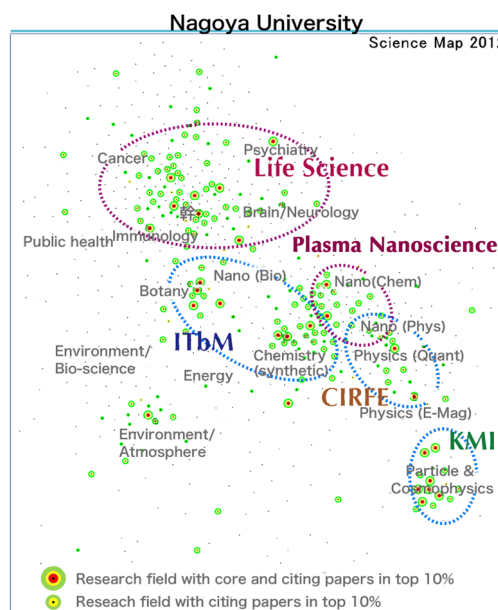 Nagoya University
Science Map 2012
Cancer
Psychiatry
Life Science
幹
Brain/Neurology
Immunology
Public health
Plasma Nanoscience
Nano (Bio)
Nano(Chem)
Botany
Nano (Phys)
ITbM
Environment/
Bio-science
Chemistry
(synthetic)
Physics (Quant)
Energy
CIRFE
Physics (E-Mag)
Environment/
Atmosphere
KMI
Particle &
Cosmophysics
Research field with core and citing papers in top 10%
Reseach field with citing papers in top 10%